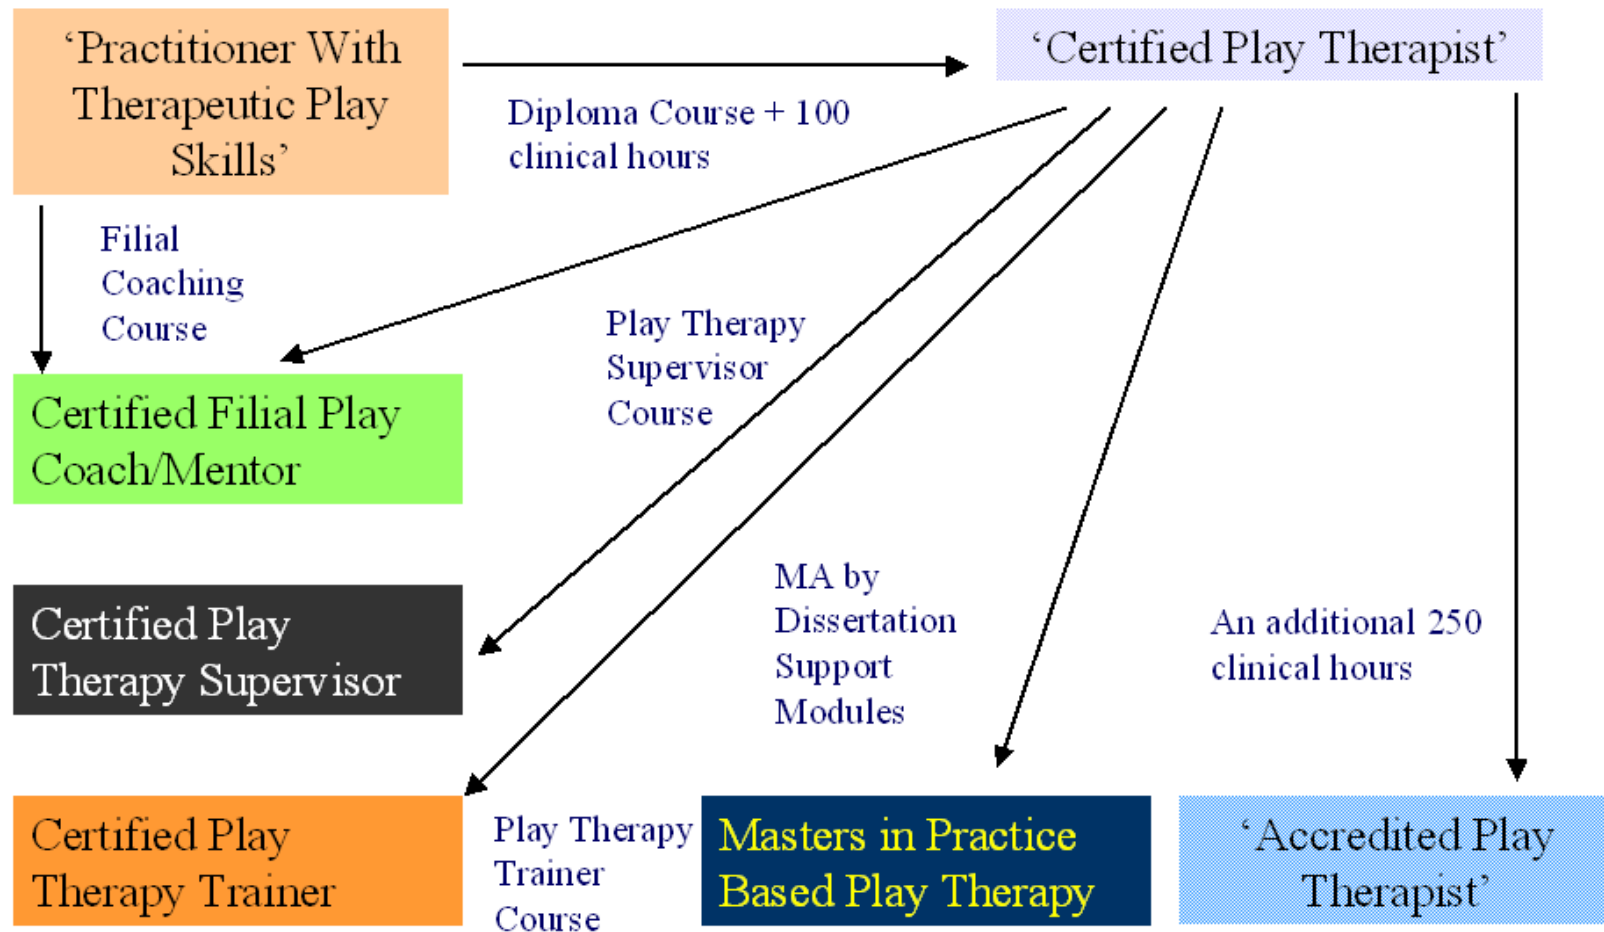 ‘Practitioner With
Therapeutic Play
Skills’
‘Certified Play Therapist’
Diploma Course + 100
clinical hours
Filial
Coaching
Course
Play Therapy
Supervisor
Course
Certified Filial Play
Coach/Mentor
Certified Play
Therapy Supervisor
MA by
Dissertation
Support
Modules
An additional 250
clinical hours
Certified Play
Therapy Trainer
Play Therapy
Trainer
Course
Masters in Practice
Based Play Therapy
‘Accredited Play
Therapist’